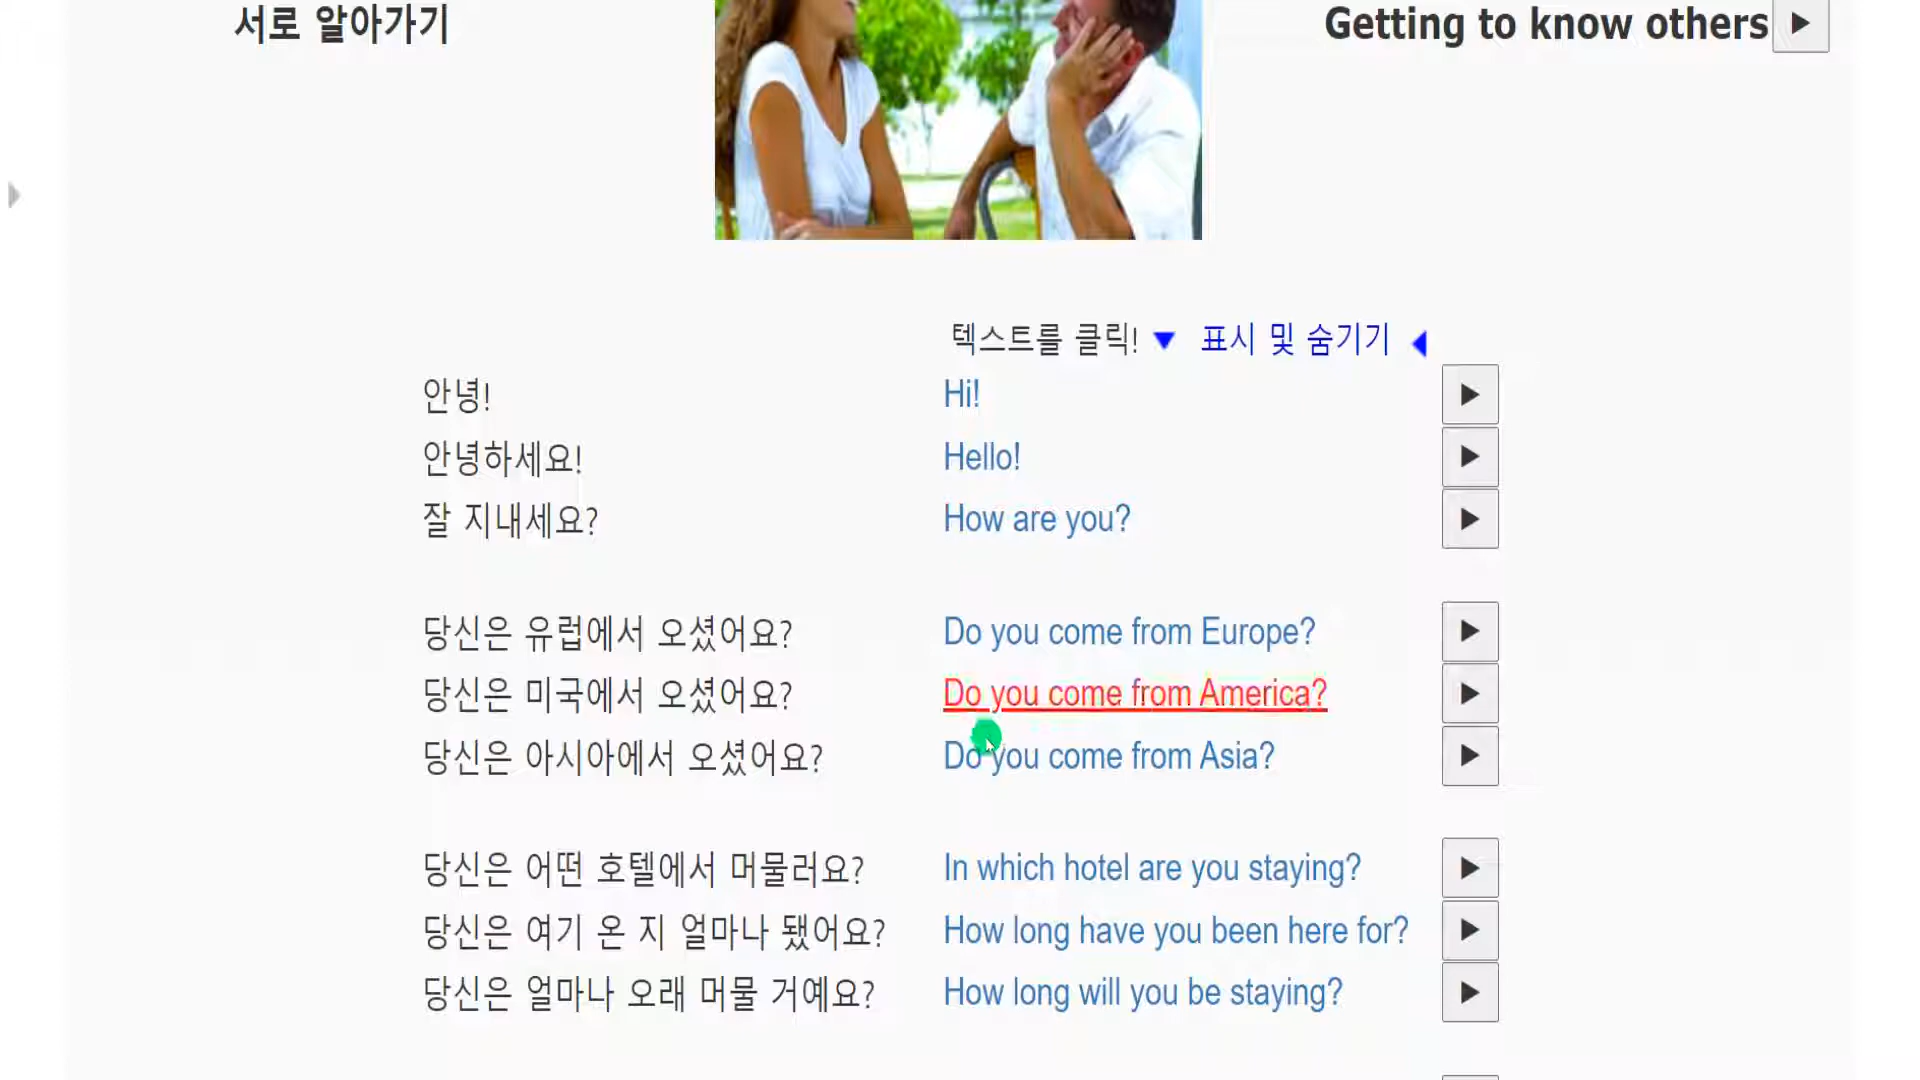 서로 알아가기
Getting to know others
텍스트를 클릭! 표시 및 숨기기
안녕! Hi!
안녕하세요! Hello!
잘 지내세요? How are you?
당신은 유럽에서 오셨어요? Do you come from Europe?
당신은 미국에서 오셨어요? Do you come from America?
당신은 아시아에서 오셨어요? Do you come from Asia?
당신은 어떤 호텔에서 머물러요? In which hotel are you staying?
당신은 여기 온 지 얼마나 됐어요? How long have you been here for?
당신은 얼마나 오래 머물 거예요? How long will you be staying?